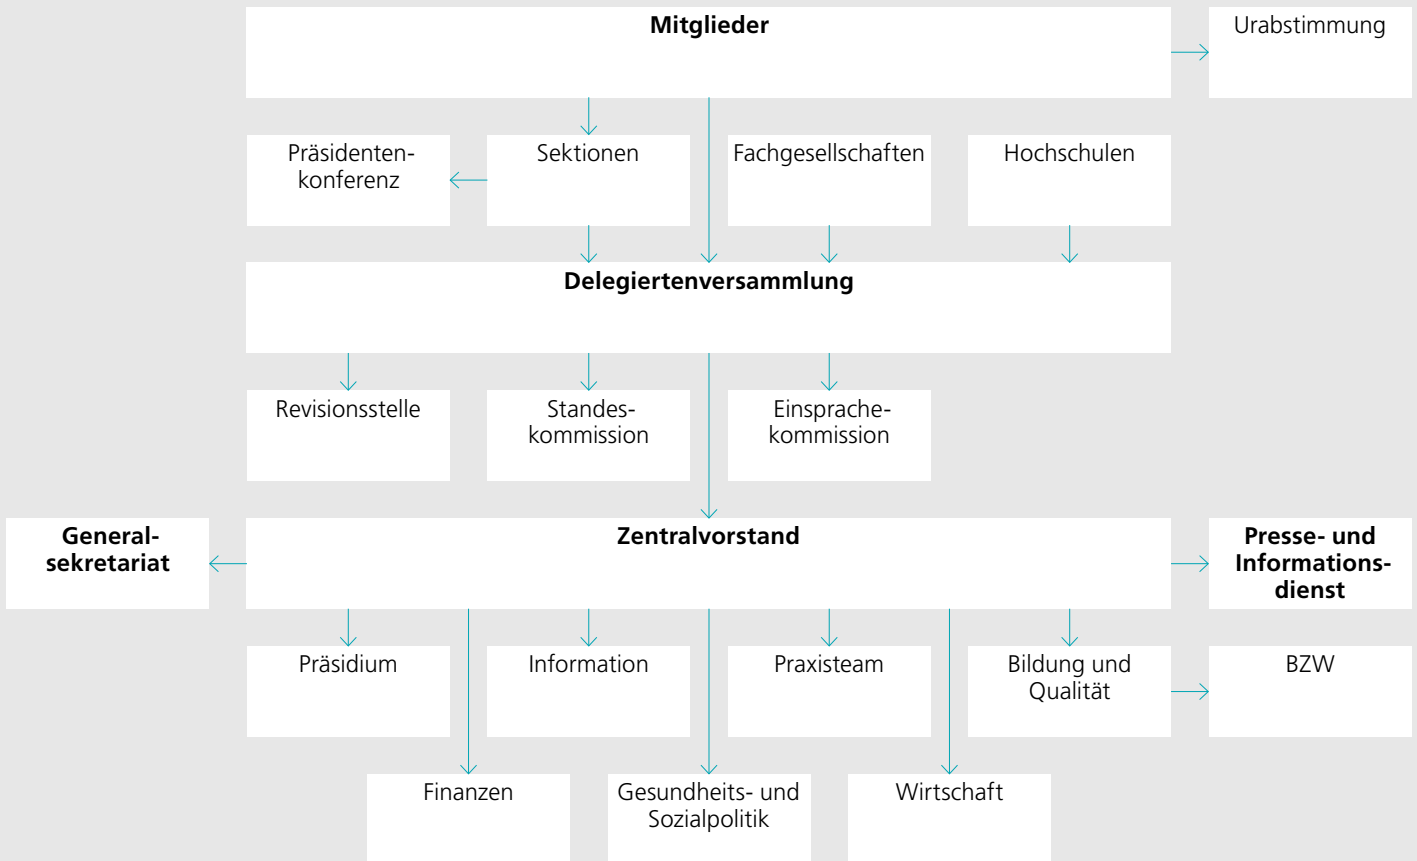 Mitglieder
Urabstimmung
Präsidenten-
konferenz
Sektionen
Fachgesellschaften
Hochschulen
Delegiertenversammlung
Revisionsstelle
Standes-
kommission
Einsprache-
kommission
General-
sekretariat
Zentralvorstand
Presse- und
Informations-
dienst
Präsidium
Information
Praxisteam
Bildung und
Qualität
BZW
Finanzen
Gesundheits- und
Sozialpolitik
Wirtschaft